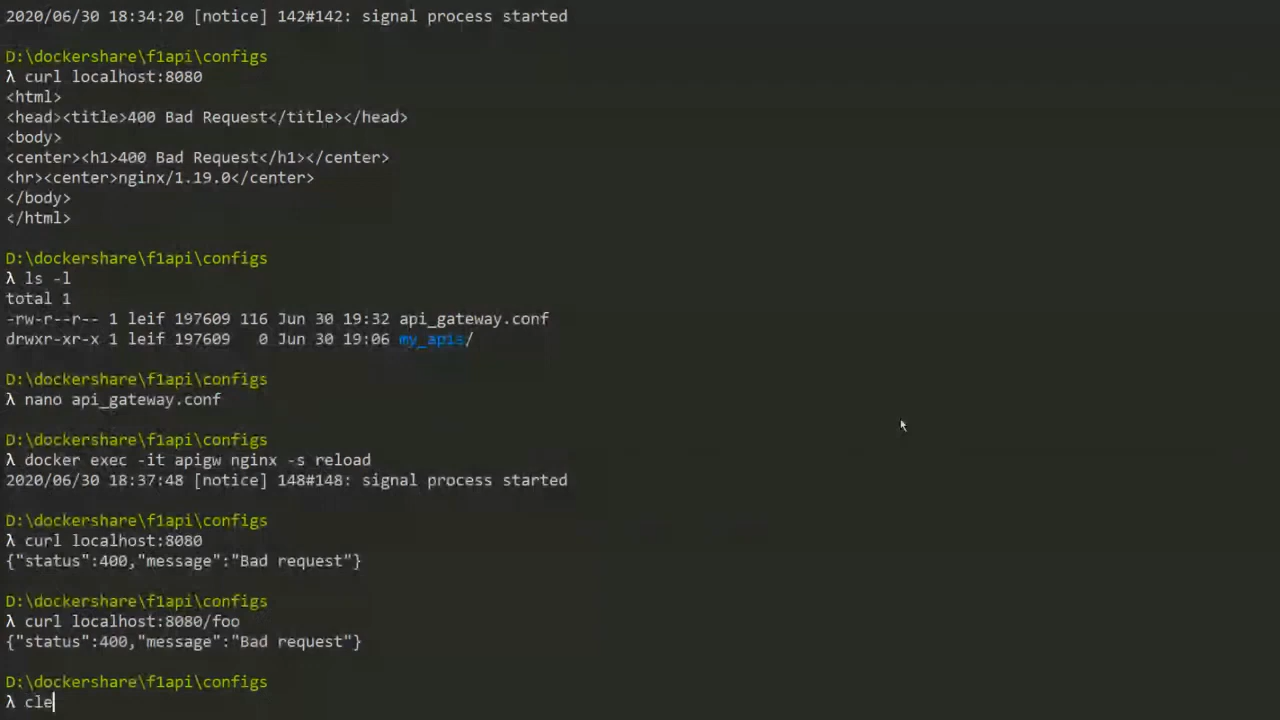 2020/06/30 18:34:20 [notice] 142#142: signal process started
D:\dockershare\f1api\configs
λ curl localhost:8080
<html>
<head><title>400 Bad Request</title></head>
<body>
<center><h1>400 Bad Request</h1></center>
<hr><center>nginx/1.19.0</center>
</body>
</html>
D:\dockershare\f1api\configs
λ ls -l
total 1
-rw-r--r-- 1 leif 197609 116 Jun 30 19:32 api_gateway.conf
drwxr-xr-x 1 leif 197609   0 Jun 30 19:06 my_apis/
D:\dockershare\f1api\configs
λ nano api_gateway.conf
D:\dockershare\f1api\configs
λ docker exec -it apigw nginx -s reload
2020/06/30 18:37:48 [notice] 148#148: signal process started
D:\dockershare\f1api\configs
λ curl localhost:8080
{"status":400,"message":"Bad request"}
D:\dockershare\f1api\configs
λ curl localhost:8080/foo
{"status":400,"message":"Bad request"}
D:\dockershare\f1api\configs
λ cle